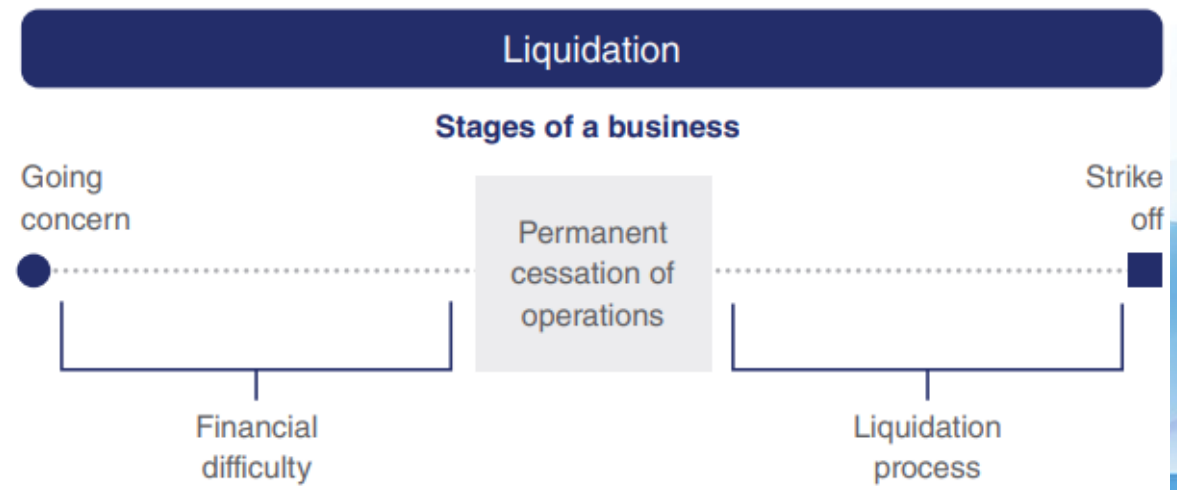 Liquidation
Stages of a business
Going
concern
Strike
off
Permanent
cessation of
operations
Financial
difficulty
Liquidation
process